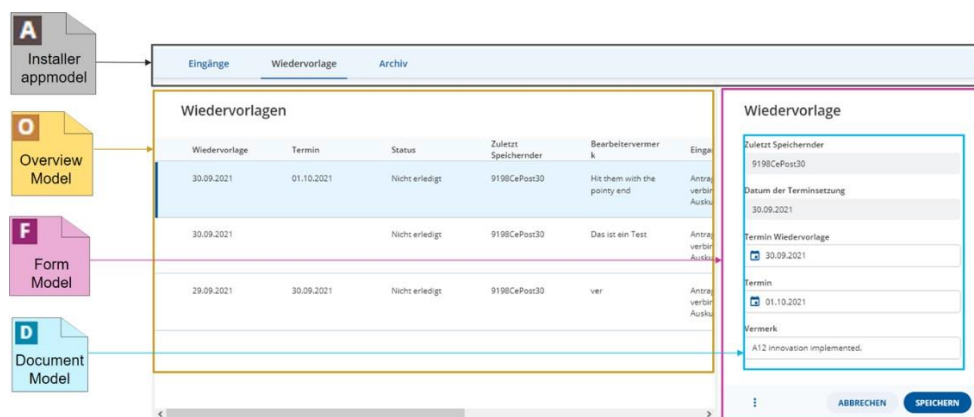 A
Installer
appmodel
O
Overview
Model
F
Form
Model
D
Document
Model
Eingänge Wiedervorlage Archiv
Wiedervorlagen
Wiedervorlage Termin Status Zuletzt Speichernder Bearbeitervermer k
30.09.2021 01.10.2021 Nicht erledigt 9198CePost30 Hit them with the
pointy end
30.09.2021 Nicht erledigt 9198CePost30 Das ist ein Test
29.09.2021 30.09.2021 Nicht erledigt 9198CePost30 ver
Wiedervorlage
Zuletzt Speichernder
9198CePost30
Datum der Terminsetzung
30.09.2021
Termin Wiedervorlage
30.09.2021
Termin
01.10.2021
Vermerk
A12 innovation implemented.
ABBRECHEN SPEICHERN